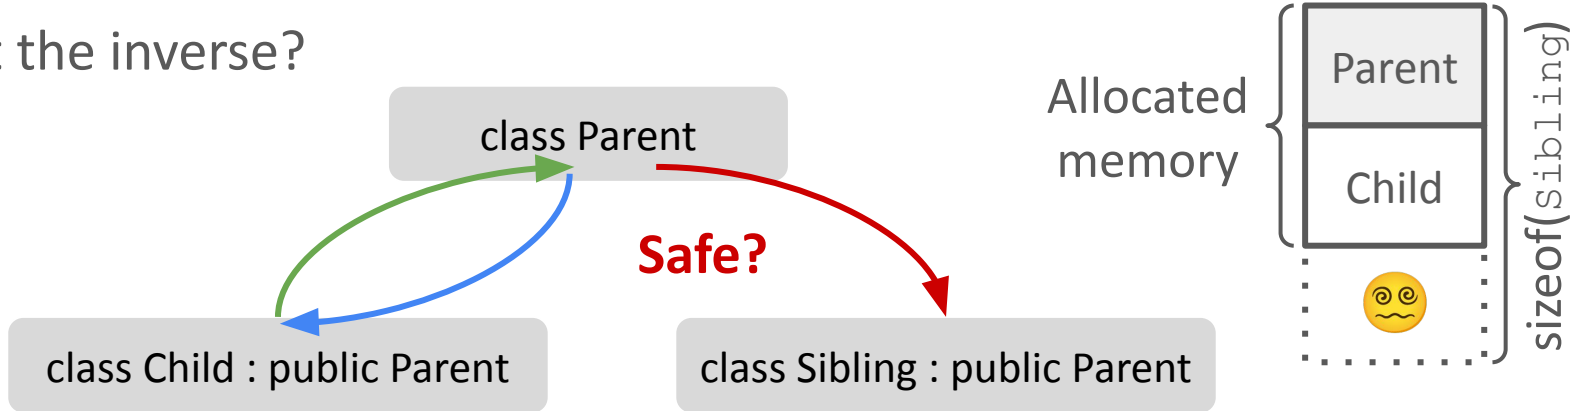 the inverse?
class Parent
Safe?
class Child : public Parent
class Sibling : public Parent
Allocated
memory
Parent
Child
sizeof(Sibling)